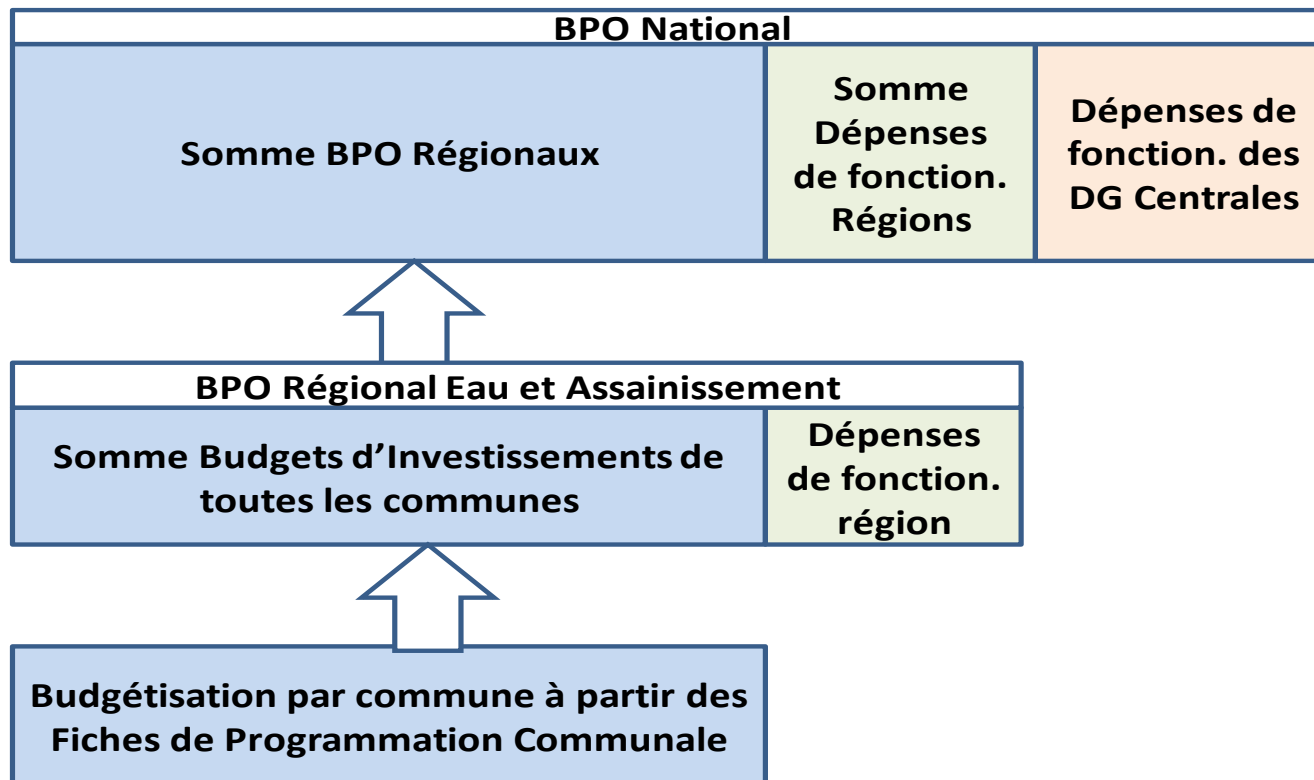 BPO National
Somme BPO Régionaux
Somme
Dépenses
de fonction.
Régions
Dépenses de
fonction. des
DG Centrales
BPO Régional Eau et Assainissement
Somme Budgets d’Investissements de
toutes les communes
Dépenses
de fonction.
région
Budgétisation par commune à partir des
Fiches de Programmation Communale